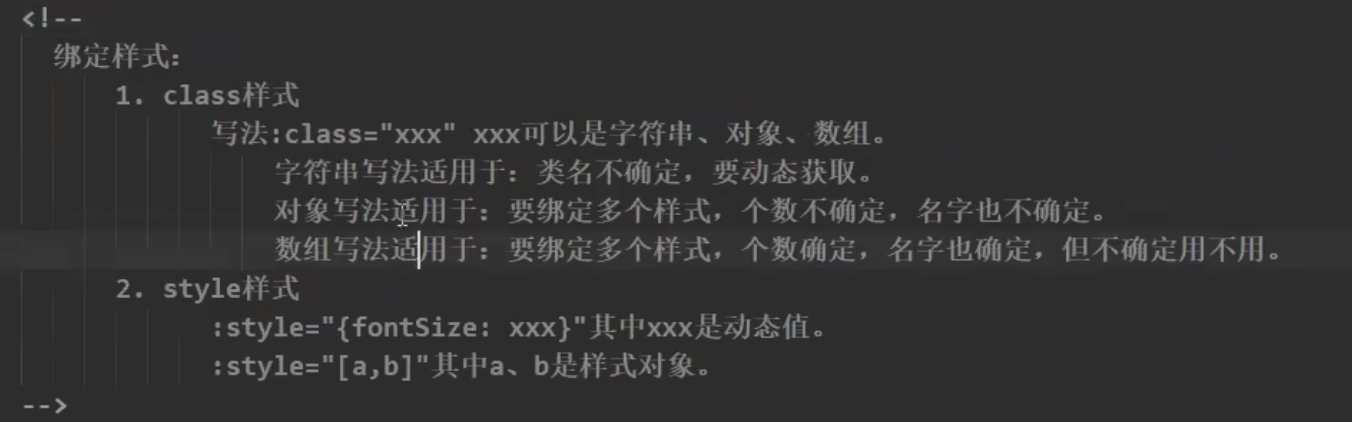 <!--
绑定样式：
1. class样式
写法:class="xxx" xxx可以是字符串、对象、数组。
字符串写法适用于：类名不确定，要动态获取。
对象写法适用于：要绑定多个样式，个数不确定，名字也不确定。
数组写法适用于：要绑定多个样式，个数确定，名字也确定，但不确定用不用。
2. style样式
:style="{fontSize: xxx}"其中xxx是动态值。
:style="[a,b]"其中a、b是样式对象。
-->